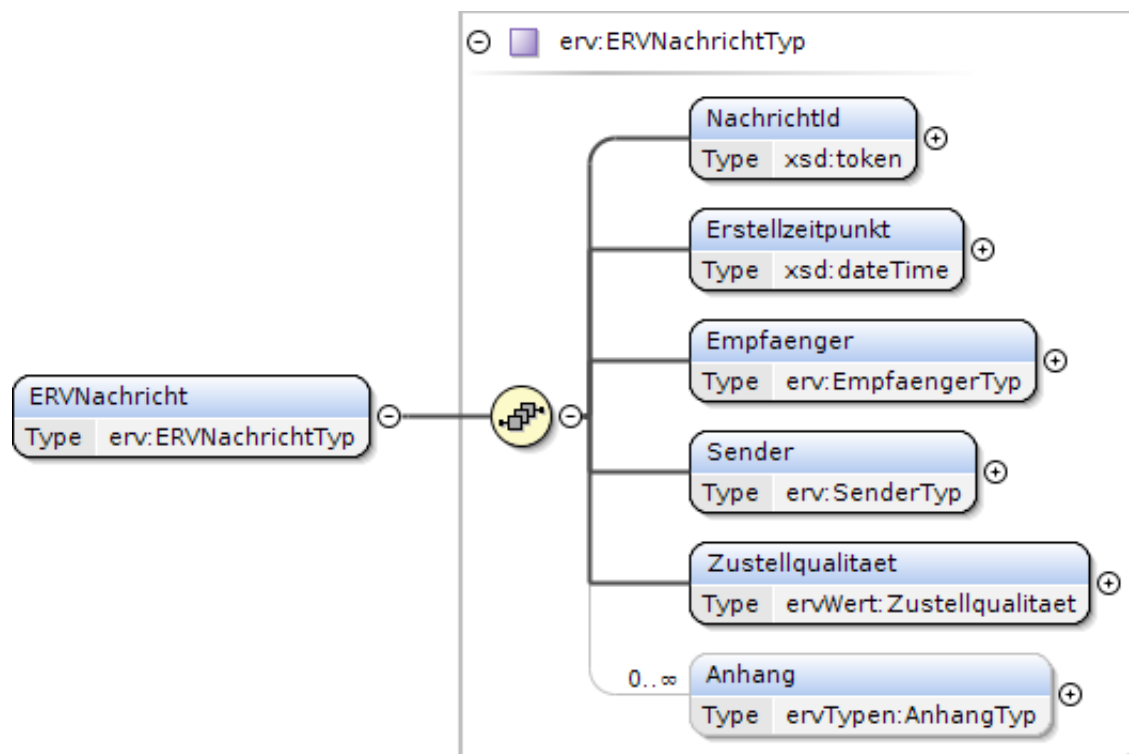 erv:ERVNachrichtTyp
NachrichtId
Type xsd:token
Erstellzeitpunkt
Type xsd:dateTime
Empfaenger
Type erv:EmpfaengerTyp
ERVNachricht
Type erv:ERVNachrichtTyp
Sender
Type erv:SenderTyp
Zustellqualitaet
Type ervWert:Zustellqualitaet
0..∞
Anhang
Type ervTypen:AnhangTyp